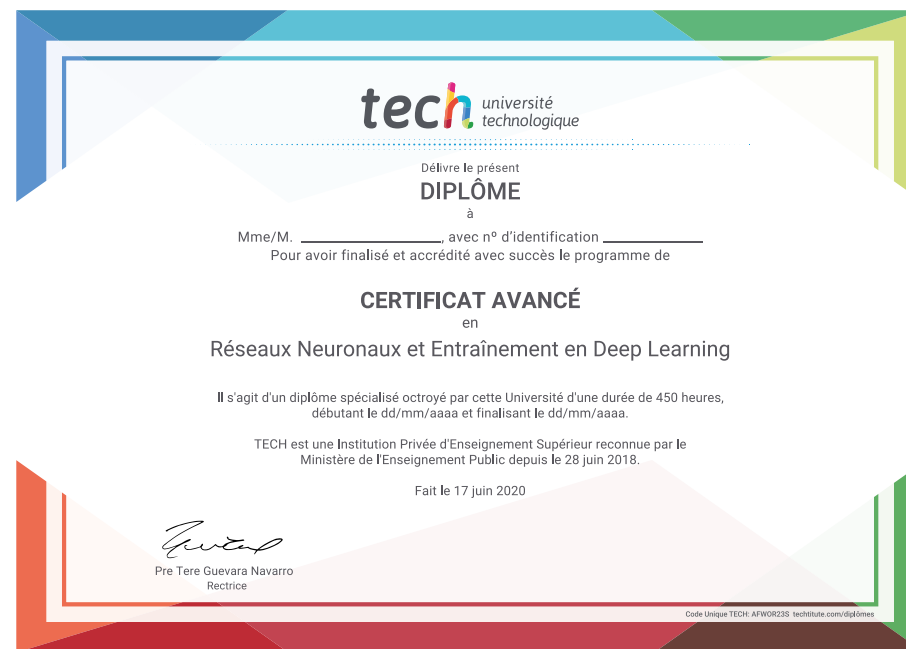 tech université
technologique
Délivre le présent
DIPLÔME
à
Mme/M. ____________________, avec nº d'identification ______________
Pour avoir finalisé et accrédité avec succès le programme de
CERTIFICAT AVANCÉ
en
Réseaux Neuronaux et Entraînement en Deep Learning
Il s'agit d'un diplôme spécialisé octroyé par cette Université d'une durée de 450 heures,
débutant le dd/mm/aaaa et finalisant le dd/mm/aaaa.
TECH est une Institution Privée d'Enseignement Supérieur reconnue par le
Ministère de l'Enseignement Public depuis le 28 juin 2018.
Fait le 17 juin 2020
Pre Tere Guevara Navarro
Rectrice
Code Unique TECH: AFWOR23S techtitute.com/diplômes